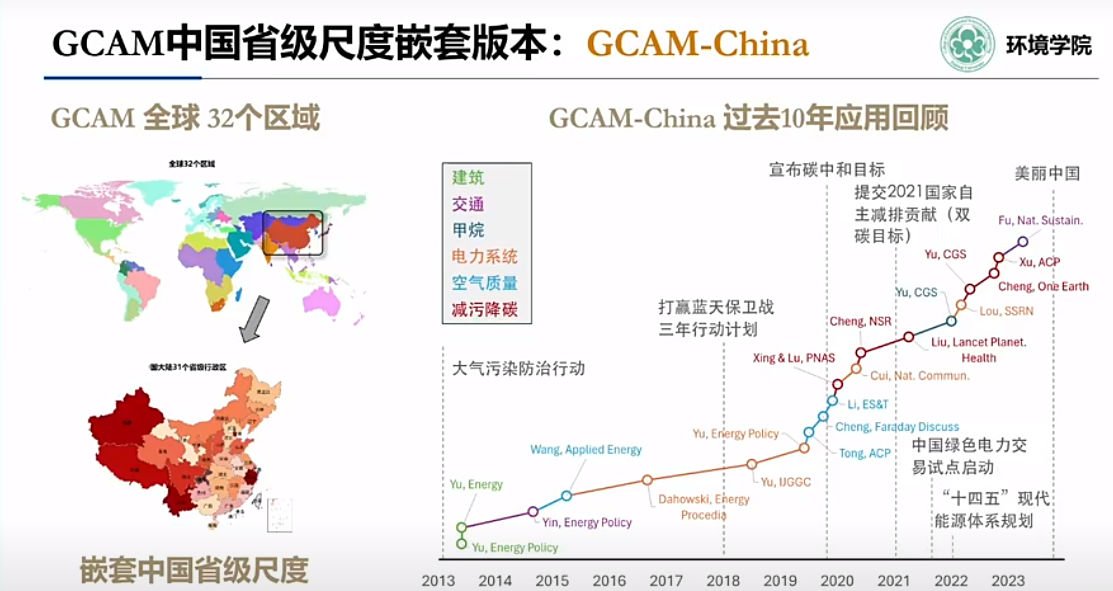 GCAM中国省级尺度嵌套版本：GCAM-China
环境学院
GCAM 全球 32个区域
GCAM-China 过去10年应用回顾
全球32个区域
国大陆31个省级行政区
嵌套中国省级尺度
建筑
交通
甲烷
电力系统
空气质量
减污降碳
宣布碳中和目标
提交2021国家自
主减排贡献（双
碳目标）
美丽中国
打赢蓝天保卫战
三年行动计划
大气污染防治行动
中国绿色电力交
易试点启动
“十四五”现代
能源体系规划
Fu, Nat. Sustain.
Yu, CGS
Xu, ACP
Cheng, One Earth
Yu, CGS
Lou, SSRN
Cheng, NSR
Liu, Lancet Planet.
Health
Xing & Lu, PNAS
Cui, Nat. Commun.
Li, ES&T
Cheng, Faraday Discuss
Yu, Energy Policy
Tong, ACP
Wang, Applied Energy
Yu, IJGGC
Dahowski, Energy
Procedia
Yu, Energy
Yin, Energy Policy
Yu, Energy Policy
2013 2014 2015 2016 2017 2018 2019 2020 2021 2022 2023